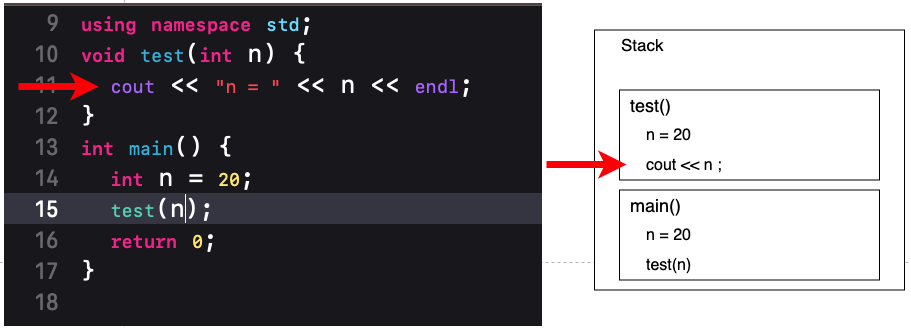 9 using namespace std;
10 void test(int n) {
11 cout << "n = " << n << endl;
12 }
13 int main() {
14 int n = 20;
15 test(n);
16 return 0;
17 }
18
Stack
test()
n = 20
cout << n ;
main()
n = 20
test(n)